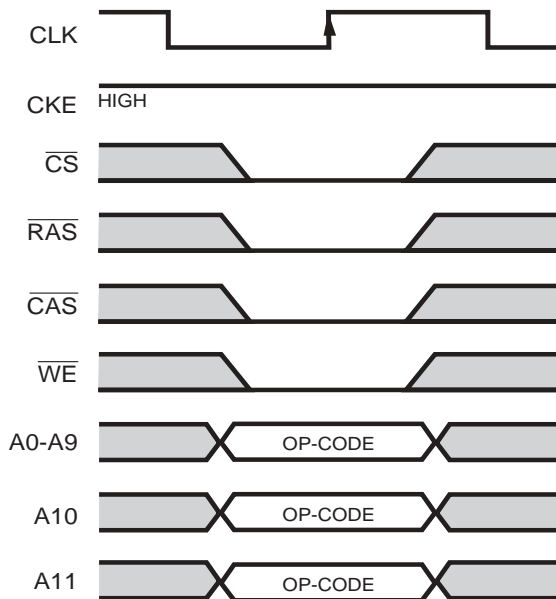 CLK
CKE HIGH
CS
RAS
CAS
WE
A0-A9 OP-CODE
A10 OP-CODE
A11 OP-CODE